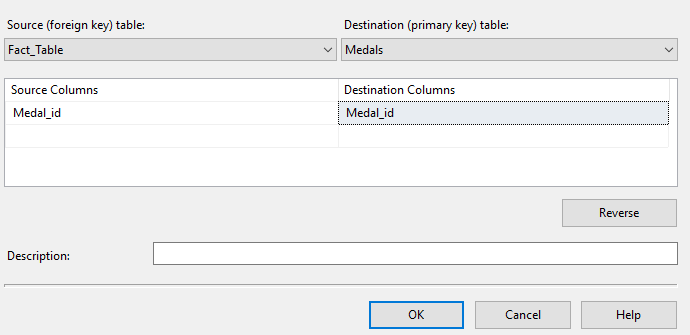 Source (foreign key) table: Destination (primary key) table:
Fact_Table Medals
Source Columns Destination Columns
Medal_id Medal_id
Reverse
Description:
OK Cancel Help